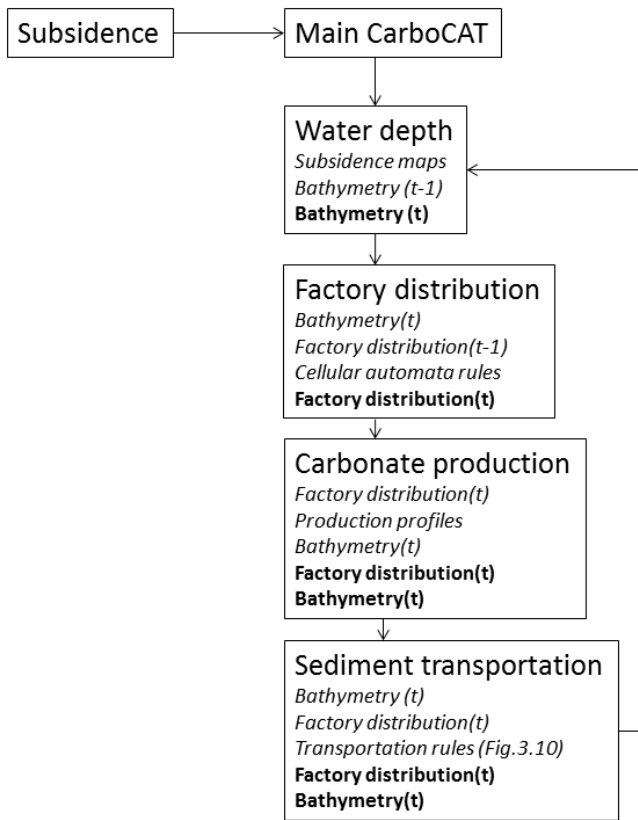 Subsidence
Main CarboCAT
Water depth
Subsidence maps
Bathymetry (t-1)
Bathymetry (t)
Factory distribution
Bathymetry(t)
Factory distribution(t-1)
Cellular automata rules
Factory distribution(t)
Carbonate production
Factory distribution(t)
Production profiles
Bathymetry(t)
Factory distribution(t)
Bathymetry(t)
Sediment transportation
Bathymetry (t)
Factory distribution(t)
Transportation rules (Fig.3.10)
Factory distribution(t)
Bathymetry(t)